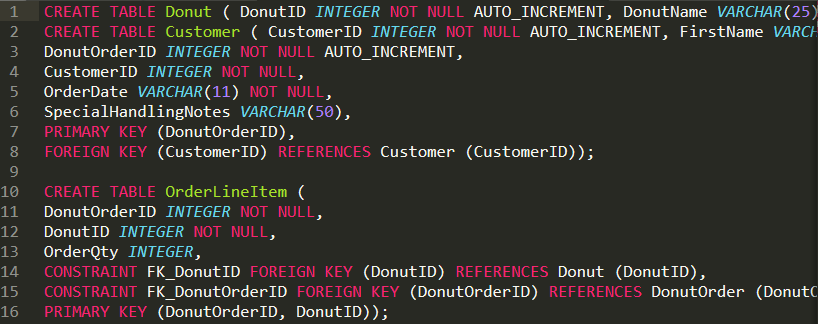 1 CREATE TABLE Donut ( DonutID INTEGER NOT NULL AUTO_INCREMENT, DonutName VARCHAR(25)
2 CREATE TABLE Customer ( CustomerID INTEGER NOT NULL AUTO_INCREMENT, FirstName VARCH
3 DonutOrderID INTEGER NOT NULL AUTO_INCREMENT,
4 CustomerID INTEGER NOT NULL,
5 OrderDate VARCHAR(11) NOT NULL,
6 SpecialHandlingNotes VARCHAR(50),
7 PRIMARY KEY (DonutOrderID),
8 FOREIGN KEY (CustomerID) REFERENCES Customer (CustomerID));
9
10 CREATE TABLE OrderLineItem (
11 DonutOrderID INTEGER NOT NULL,
12 DonutID INTEGER NOT NULL,
13 OrderQty INTEGER,
14 CONSTRAINT FK_DonutID FOREIGN KEY (DonutID) REFERENCES Donut (DonutID),
15 CONSTRAINT FK_DonutOrderID FOREIGN KEY (DonutOrderID) REFERENCES DonutOrder (DonutO
16 PRIMARY KEY (DonutOrderID, DonutID));